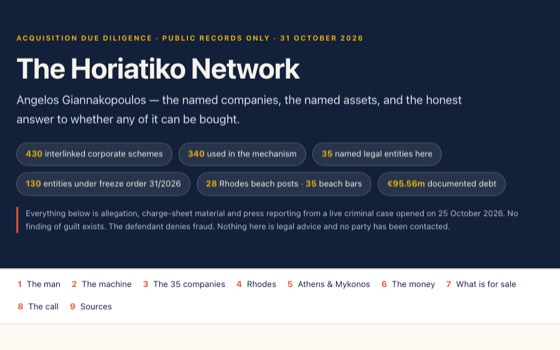 ACQUISITION DUE DILIGENCE · PUBLIC RECORDS ONLY · 31 OCTOBER 2026
The Horiatiko Network
Angelos Giannakopoulos — the named companies, the named assets, and the honest
answer to whether any of it can be bought.
430 interlinked corporate schemes
340 used in the mechanism
35 named legal entities here
130 entities under freeze order 31/2026
28 Rhodes beach posts · 35 beach bars
€95.56m documented debt
Everything below is allegation, charge-sheet material and press reporting from a live criminal case opened on 25 October 2026. No
finding of guilt exists. The defendant denies fraud. Nothing here is legal advice and no party has been contacted.
1 The man 2 The machine 3 The 35 companies 4 Rhodes 5 Athens & Mykonos 6 The money 7 What is for sale
8 The call 9 Sources